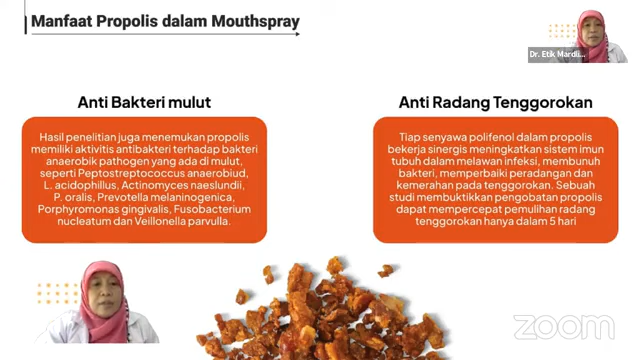 Manfaat Propolis dalam Mouthspray
Dr. Etik Mardli...
Anti Bakteri mulut
Hasil penelitian juga menemukan propolis
memiliki aktivitis antibakteri terhadap bakteri
anaerobik pathogen yang ada di mulut,
seperti Peptostreptococcus anaerobiud,
L. acidophillus, Actinomyces naeslundii,
P. oralis, Prevotella melaninogenica,
Porphyromonas gingivalis, Fusobacterium
nucleatum dan Veillonella parvulla.
Anti Radang Tenggorokan
Tiap senyawa polifenol dalam propolis
bekerja sinergis meningkatkan sistem imun
tubuh dalam melawan infeksi, membunuh
bakteri, memperbaiki peradangan dan
kemerahan pada tenggorokan. Sebuah
studi membuktikkan pengobatan propolis
dapat mempercepat pemulihan radang
tenggorokan hanya dalam 5 hari
zoom